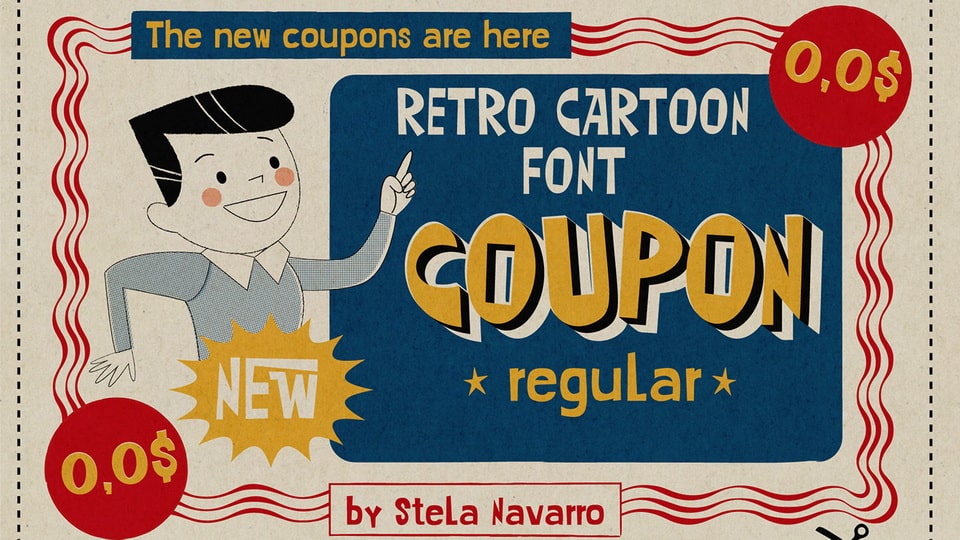 The new coupons are here
0,0$
RETRO CARTOON
FONT
COUPON
regular
NEW
0,0$
by Stela Navarro